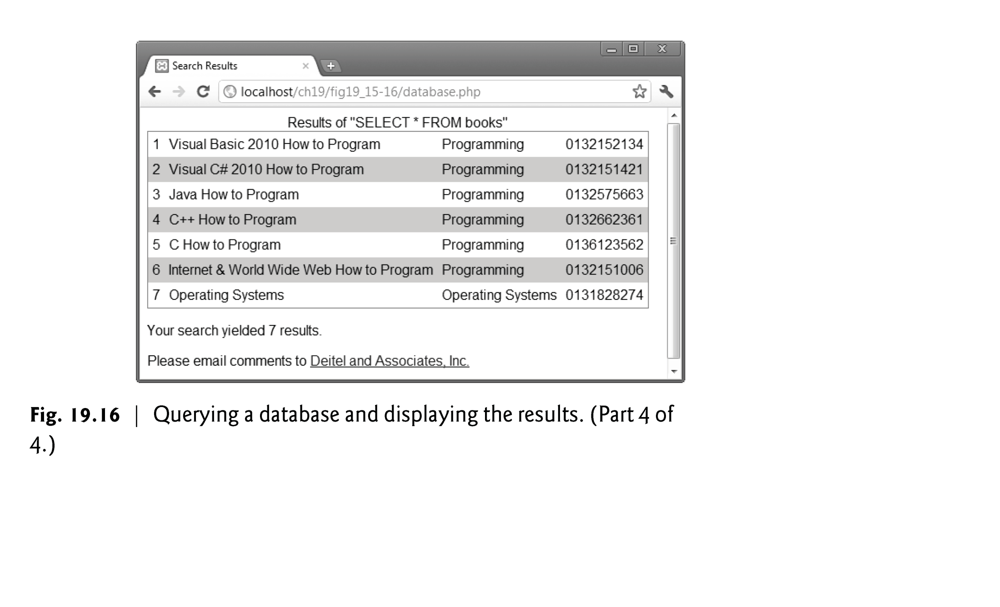 Search Results
localhost/ch19/fig19_15-16/database.php
Results of "SELECT * FROM books"
1 Visual Basic 2010 How to Program Programming 0132152134
2 Visual C# 2010 How to Program Programming 0132151421
3 Java How to Program Programming 0132575663
4 C++ How to Program Programming 0132662361
5 C How to Program Programming 0136123562
6 Internet & World Wide Web How to Program Programming 0132151006
7 Operating Systems Operating Systems 0131828274
Your search yielded 7 results.
Please email comments to Deitel and Associates, Inc.
Fig. 19.16 | Querying a database and displaying the results. (Part 4 of
4.)